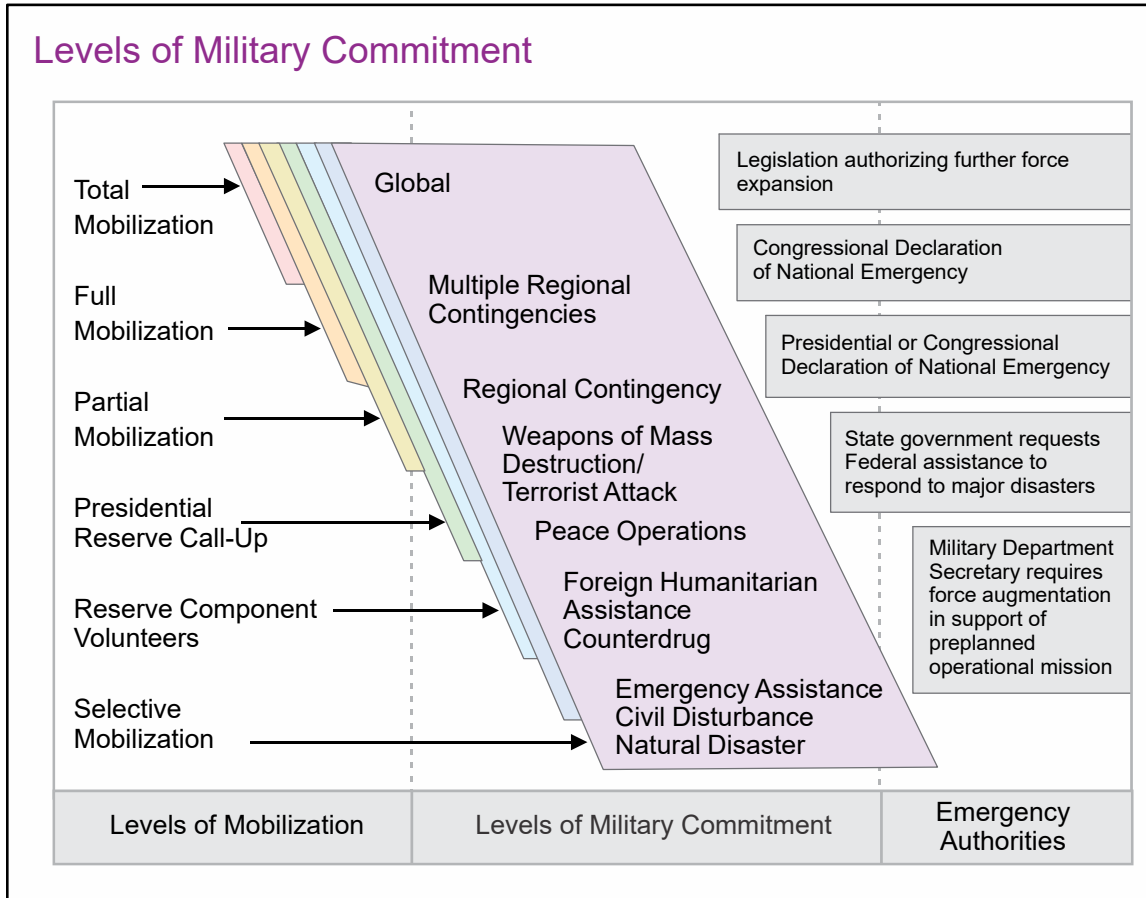 Levels of Military Commitment
Total
Mobilization
Full
Mobilization
Partial
Mobilization
Presidential
Reserve Call-Up
Reserve Component
Volunteers
Selective
Mobilization
Global
Multiple Regional
Contingencies
Regional Contingency
Weapons of Mass
Destruction/
Terrorist Attack
Peace Operations
Foreign Humanitarian
Assistance
Counterdrug
Emergency Assistance
Civil Disturbance
Natural Disaster
Legislation authorizing further force
expansion
Congressional Declaration
of National Emergency
Presidential or Congressional
Declaration of National Emergency
State government requests
Federal assistance to
respond to major disasters
Military Department
Secretary requires
force augmentation
in support of
preplanned
operational mission
Levels of Mobilization
Levels of Military Commitment
Emergency
Authorities